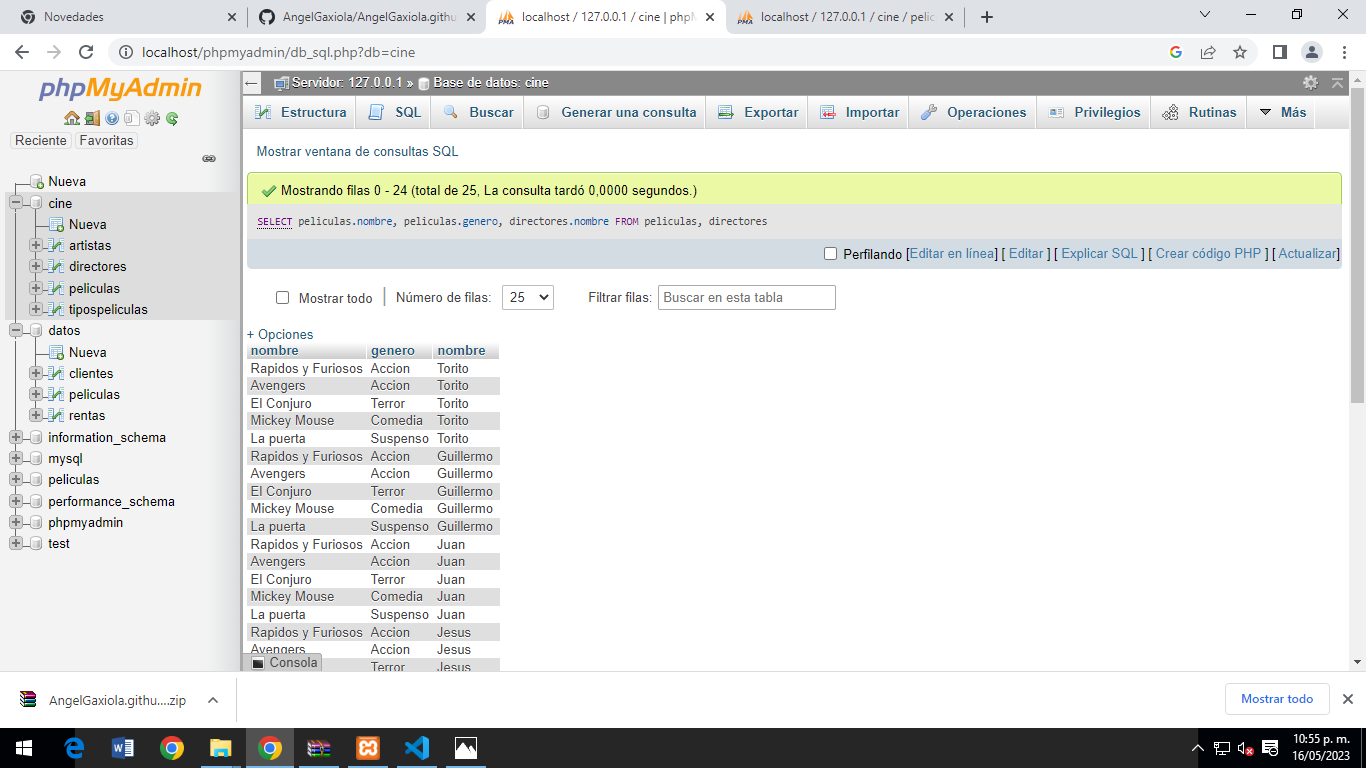 Novedades
AngelGaxiola/AngelGaxiola.githu
localhost / 127.0.0.1 / cine | phpM
localhost / 127.0.0.1 / cine / pelic
localhost/phpmyadmin/db_sql.php?db=cine
phpMyAdmin
Reciente Favoritas
Nueva
cine
Nueva
artistas
directores
peliculas
tipospeliculas
datos
Nueva
clientes
peliculas
rentas
information_schema
mysql
peliculas
performance_schema
phpmyadmin
test
Servidor: 127.0.0.1 » Base de datos: cine
Estructura SQL Buscar Generar una consulta Exportar Importar Operaciones Privilegios Rutinas Más
Mostrar ventana de consultas SQL
Mostrando filas 0 - 24 (total de 25, La consulta tardó 0,0000 segundos.)
SELECT peliculas.nombre, peliculas.genero, directores.nombre FROM peliculas, directores
Perfilando [Editar en línea] [ Editar ] [ Explicar SQL ] [ Crear código PHP ] [ Actualizar]
Mostrar todo | Número de filas: 25 Filtrar filas: Buscar en esta tabla
+ Opciones
nombre genero nombre
Rapidos y Furiosos Accion Torito
Avengers Accion Torito
El Conjuro Terror Torito
Mickey Mouse Comedia Torito
La puerta Suspenso Torito
Rapidos y Furiosos Accion Guillermo
Avengers Accion Guillermo
El Conjuro Terror Guillermo
Mickey Mouse Comedia Guillermo
La puerta Suspenso Guillermo
Rapidos y Furiosos Accion Juan
Avengers Accion Juan
El Conjuro Terror Juan
Mickey Mouse Comedia Juan
La puerta Suspenso Juan
Rapidos y Furiosos Accion Jesus
Avengers Accion Jesus
Terror Jesus
Consola
AngelGaxiola.githu....zip
Mostrar todo
10:55 p. m.
16/05/2023